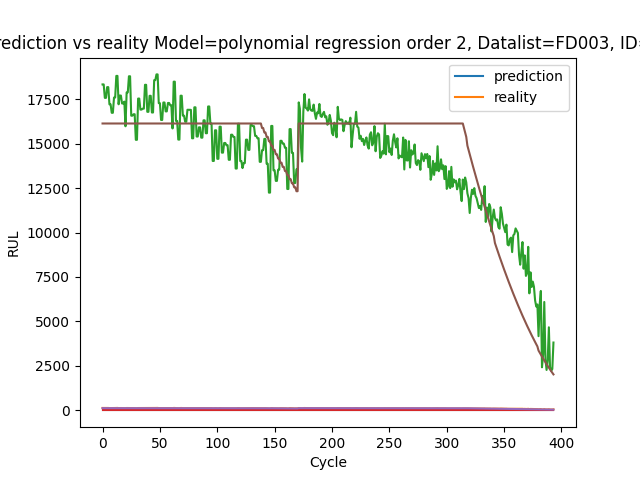 rediction vs reality Model=polynomial regression order 2, Datalist=FD003, ID=
prediction
reality
17500
15000
12500
10000
7500
5000
2500
0
RUL
0 50 100 150 200 250 300 350 400
Cycle